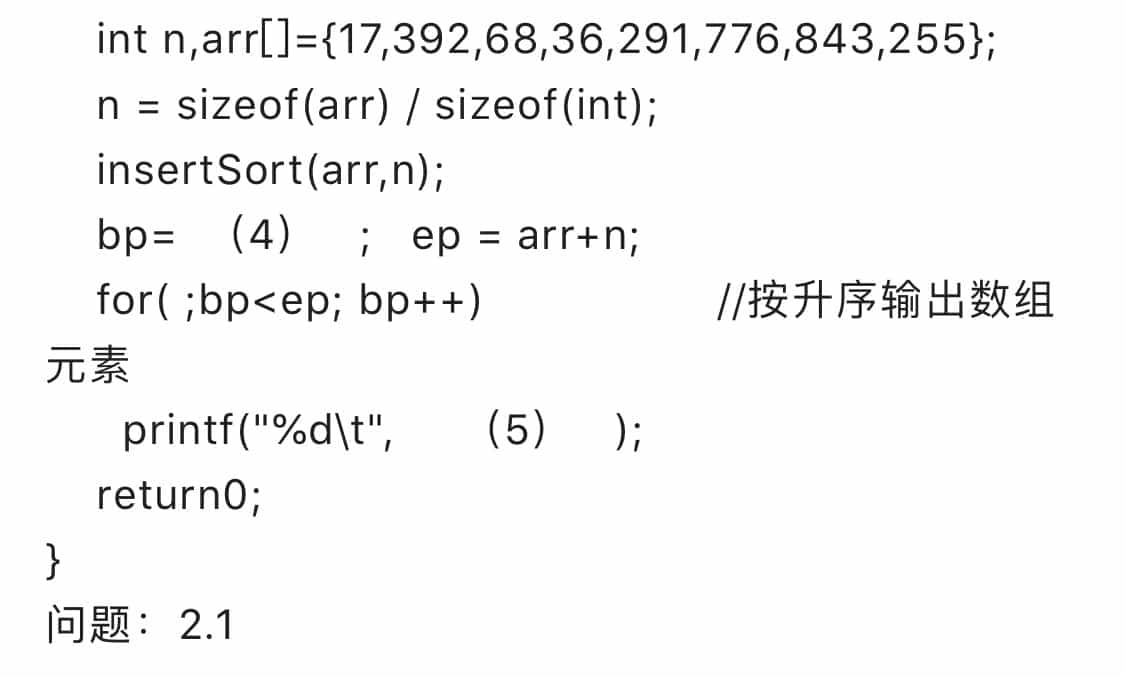 int n,arr[]={17,392,68,36,291,776,843,255};
n = sizeof(arr) / sizeof(int);
insertSort(arr,n);
bp= （4） ; ep = arr+n;
for( ;bp<ep; bp++) //按升序输出数组
元素
printf("%d\t", （5） );
return0;
}
问题：2.1